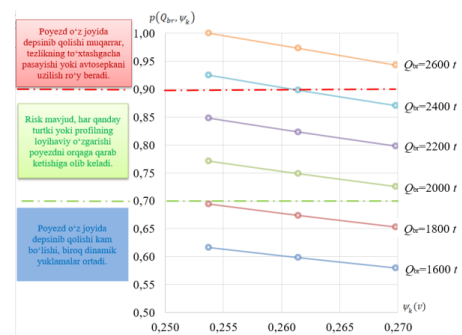 p(Q_br, ψ_k)
Poyezd o‘z joyida
depsinib qolishi muqarrar,
tezlikning to‘xtashgacha
pasayishi yoki avtosepkani
uzilish ro‘y beradi.
Risk mavjud, har qanday
turtki yoki profilning
loyihaviy o‘zgarishi
poyezdni orqaga qarab
ketishiga olib keladi.
Poyezd o‘z joyida
depsinib qolishi kam
bo‘lishi, biroq dinamik
yuklamalar ortadi.
1,00
0,95
0,90
0,85
0,80
0,75
0,70
0,65
0,60
0,55
0,50
Q_br=2600 t
Q_br=2400 t
Q_br=2200 t
Q_br=2000 t
Q_br=1800 t
Q_br=1600 t
ψ_k(v)
0,250
0,255
0,260
0,265
0,270